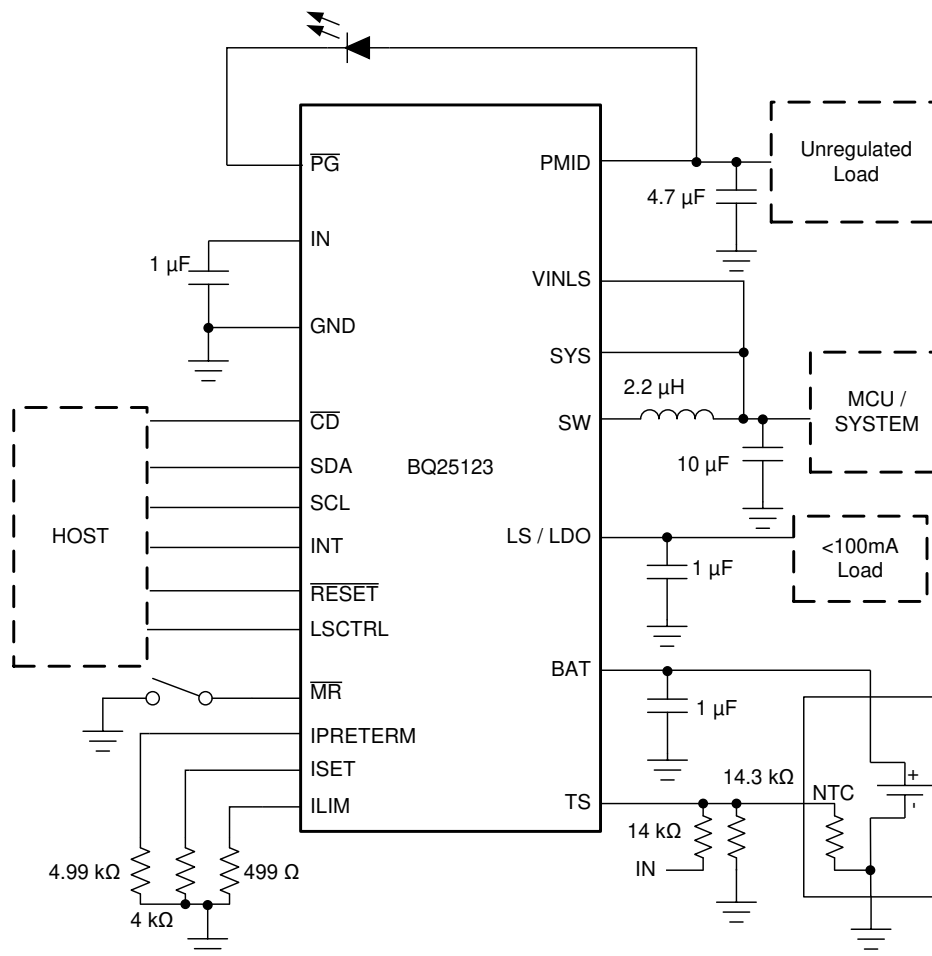 PG
PMID
Unregulated
Load
4.7 µF
IN
1 µF
VINLS
GND
SYS
2.2 µH
MCU /
SYSTEM
CD
SW
SDA
BQ25123
10 µF
SCL
HOST
INT
LS / LDO
<100mA
Load
1 µF
RESET
LSCTRL
BAT
MR
1 µF
IPRETERM
ISET
14.3 kΩ
+
-
NTC
ILIM
TS
14 kΩ
IN
4.99 kΩ
499 Ω
4 kΩ